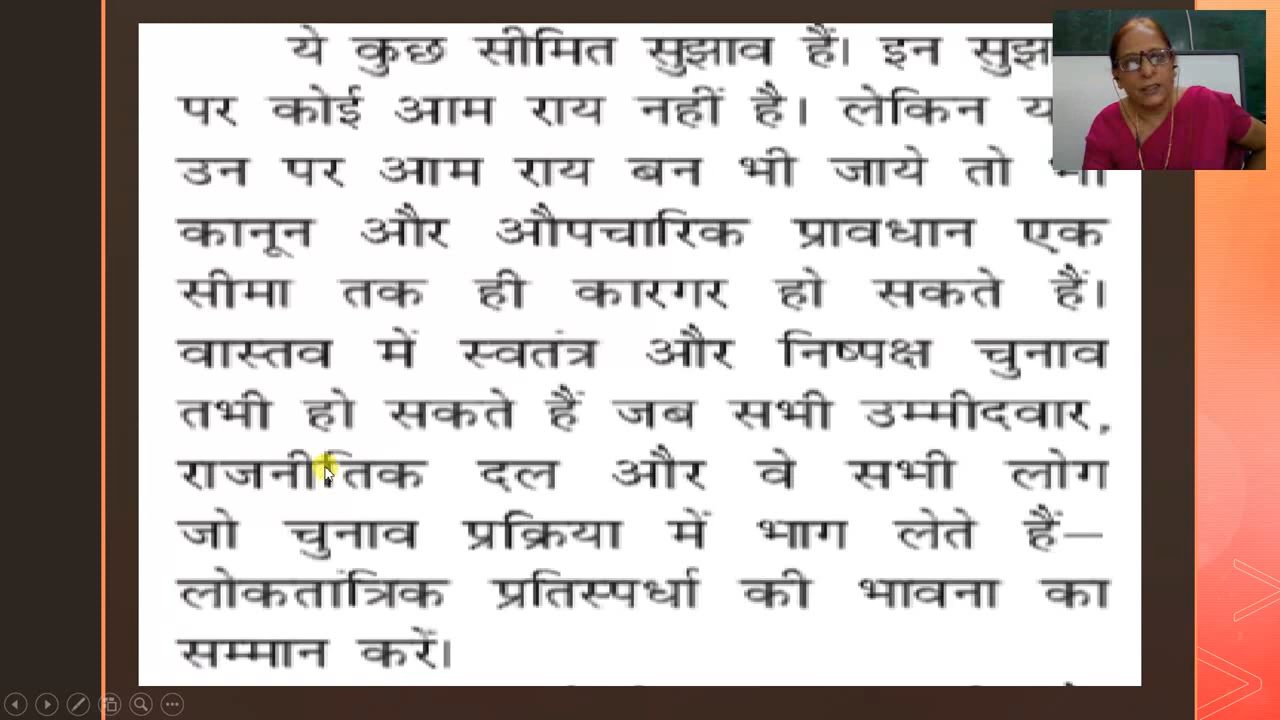 ये कुछ सीमित सुझाव हैं। इन
पर कोई आम राय नहीं है। लेकिन
उन पर आम राय बन भी जाये तो
कानून और औपचारिक प्रावधान एक
सीमा तक ही कारगर हो सकते हैं।
वास्तव में स्वतंत्र और निष्पक्ष चुनाव
तभी हो सकते हैं जब सभी उम्मीदवार,
राजनीतिक दल और वे सभी लोग
जो चुनाव प्रक्रिया में भाग लेते हैं—
लोकतांत्रिक प्रतिस्पर्धा की भावना का
सम्मान करें।